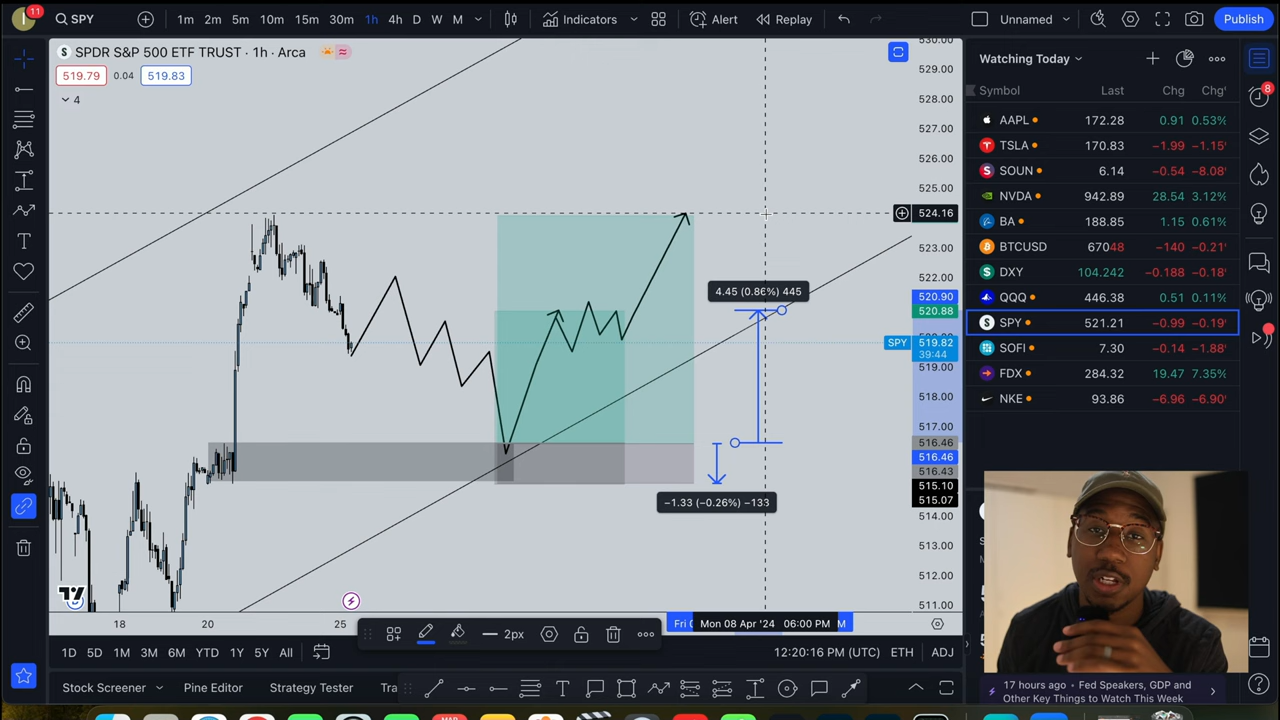 11
I
SPY
1m 2m 5m 10m 15m 30m 1h 4h D W M
Indicators
Alert
Replay
Unnamed
Publish
SPDR S&P 500 ETF TRUST · 1h · Arca
519.79 0.04 519.83
4
530.00
529.00
528.00
527.00
526.00
525.00
524.16
523.00
522.00
520.90
520.88
SPY 519.82
39:44
519.00
518.00
517.00
516.46
516.46
516.43
515.10
515.07
514.00
513.00
512.00
511.00
4.45 (0.86%) 445
−1.33 (−0.26%) −133
18 20 25
Mon 08 Apr '24 06:00 PM
2px
1D 5D 1M 3M 6M YTD 1Y 5Y All
12:20:16 PM (UTC) ETH ADJ
Stock Screener Pine Editor Strategy Tester Tra
Watching Today
Symbol Last Chg Chg
AAPL 172.28 0.91 0.53%
TSLA 170.83 −1.99 −1.15
SOUN 6.14 −0.54 −8.08
NVDA 942.89 28.54 3.12%
BA 188.85 1.15 0.61%
BTCUSD 67048 −140 −0.21
DXY 104.242 −0.188 −0.18
QQQ 446.38 0.51 0.11%
SPY 521.21 −0.99 −0.19
SOFI 7.30 −0.14 −1.88
FDX 284.32 19.47 7.35%
NKE 93.86 −6.96 −6.90
8
17 hours ago • Fed Speakers, GDP and
Other Key Things to Watch This Week